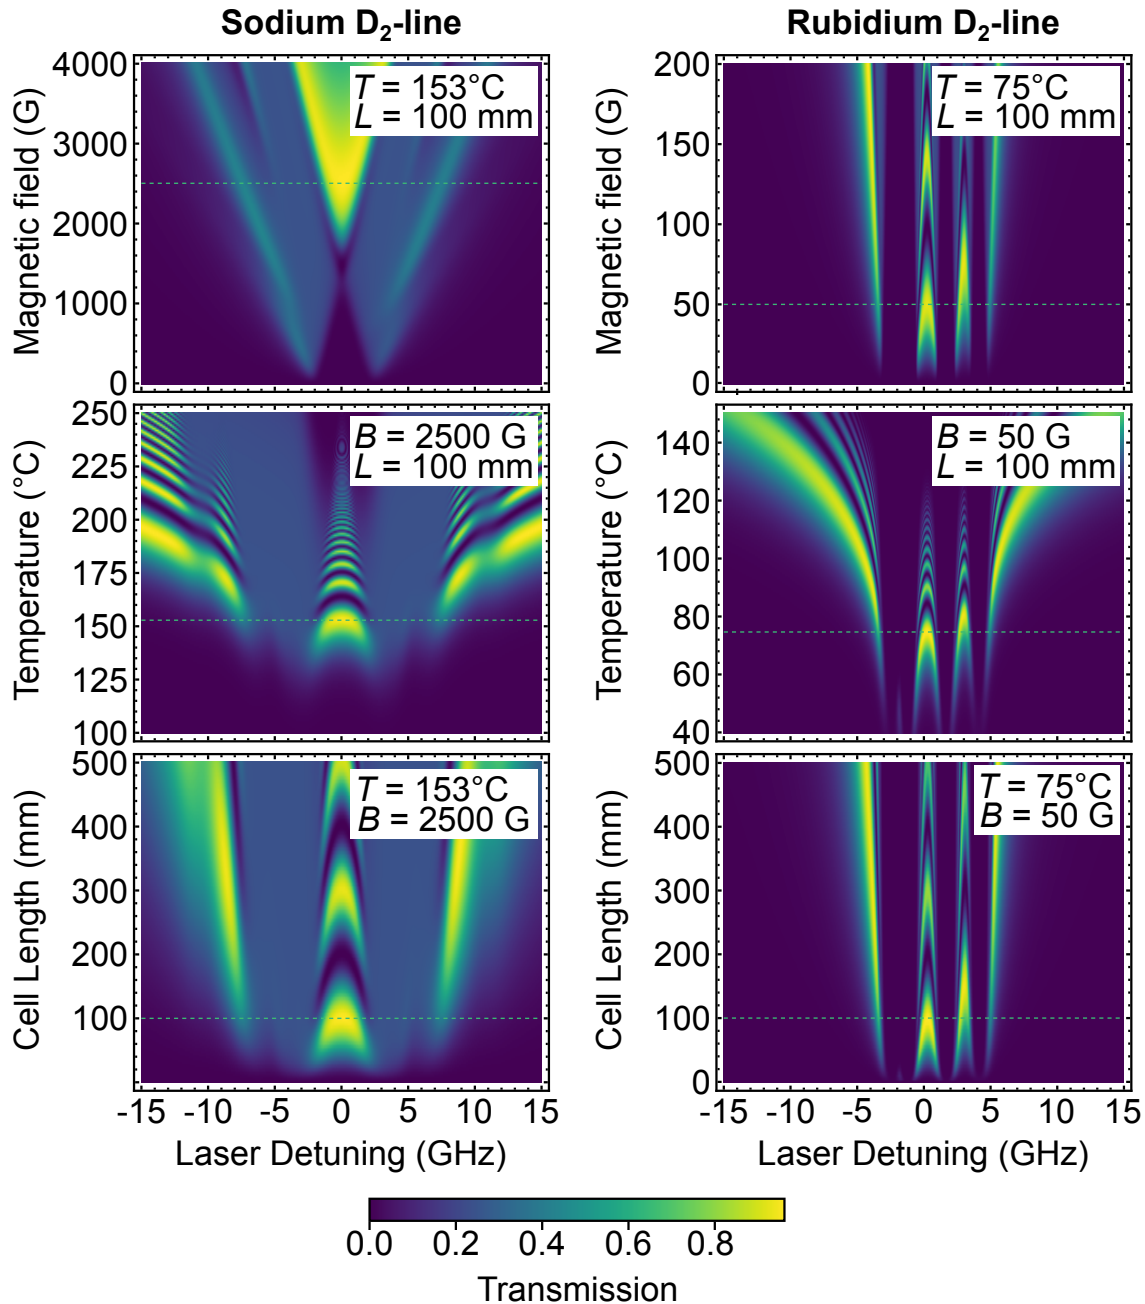 Sodium D₂-line
Rubidium D₂-line
Magnetic field (G)
4000
3000
2000
1000
0
T = 153°C
L = 100 mm
Magnetic field (G)
200
150
100
50
0
T = 75°C
L = 100 mm
Temperature (°C)
250
225
200
175
150
125
100
B = 2500 G
L = 100 mm
Temperature (°C)
140
120
100
80
60
40
B = 50 G
L = 100 mm
Cell Length (mm)
500
400
300
200
100
T = 153°C
B = 2500 G
-15 -10 -5 0 5 10 15
Laser Detuning (GHz)
Cell Length (mm)
500
400
300
200
100
0
T = 75°C
B = 50 G
-15 -10 -5 0 5 10 15
Laser Detuning (GHz)
0.0 0.2 0.4 0.6 0.8
Transmission